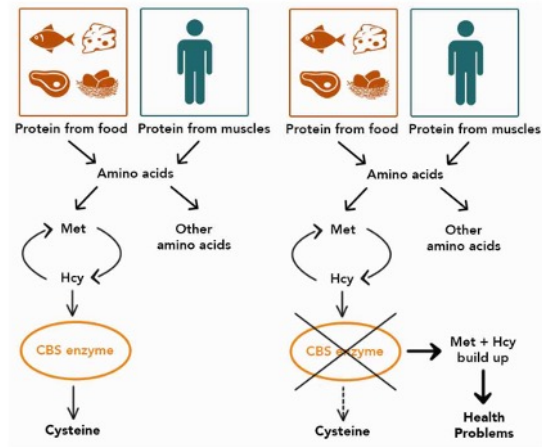 Protein from food
Protein from muscles
Amino acids
Met
Other
amino acids
Hcy
CBS enzyme
Cysteine
Protein from food
Protein from muscles
Amino acids
Met
Other
amino acids
Hcy
CBS enzyme
Met + Hcy
build up
Cysteine
Health
Problems